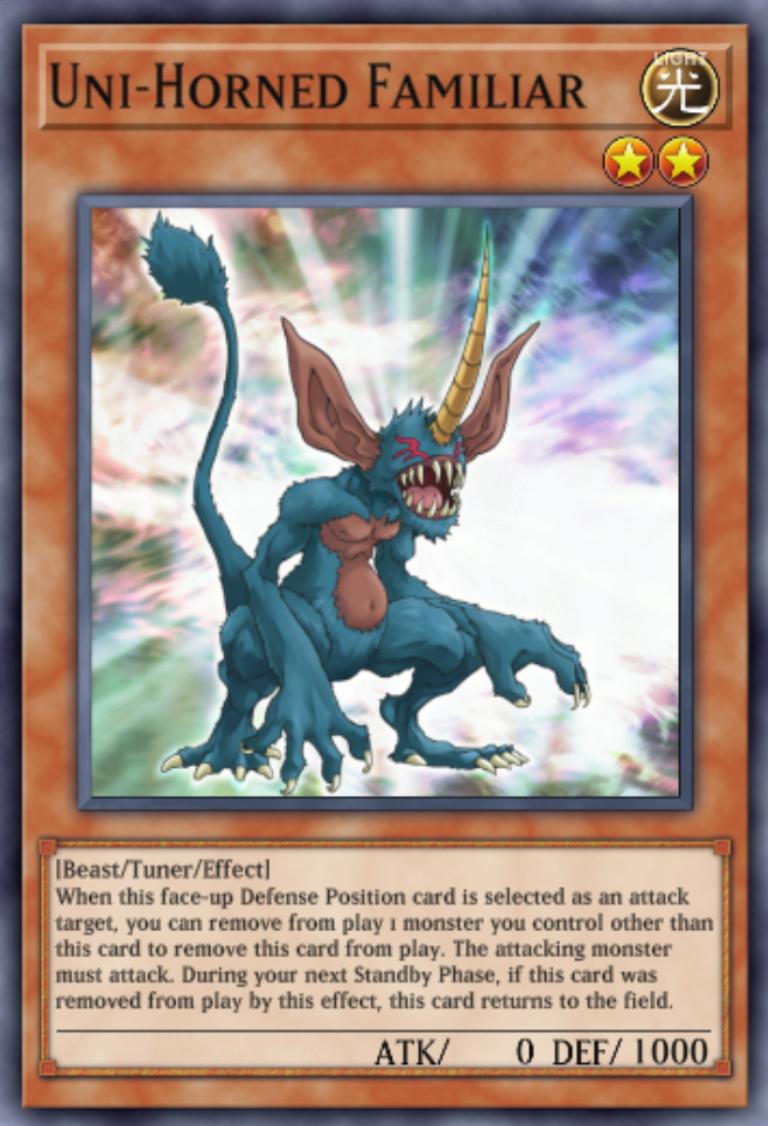 UNI-HORNED FAMILIAR
LIGHT
光
[Beast/Tuner/Effect]
When this face-up Defense Position card is selected as an attack
target, you can remove from play 1 monster you control other than
this card to remove this card from play. The attacking monster
must attack. During your next Standby Phase, if this card was
removed from play by this effect, this card returns to the field.
ATK/ 0 DEF/ 1000